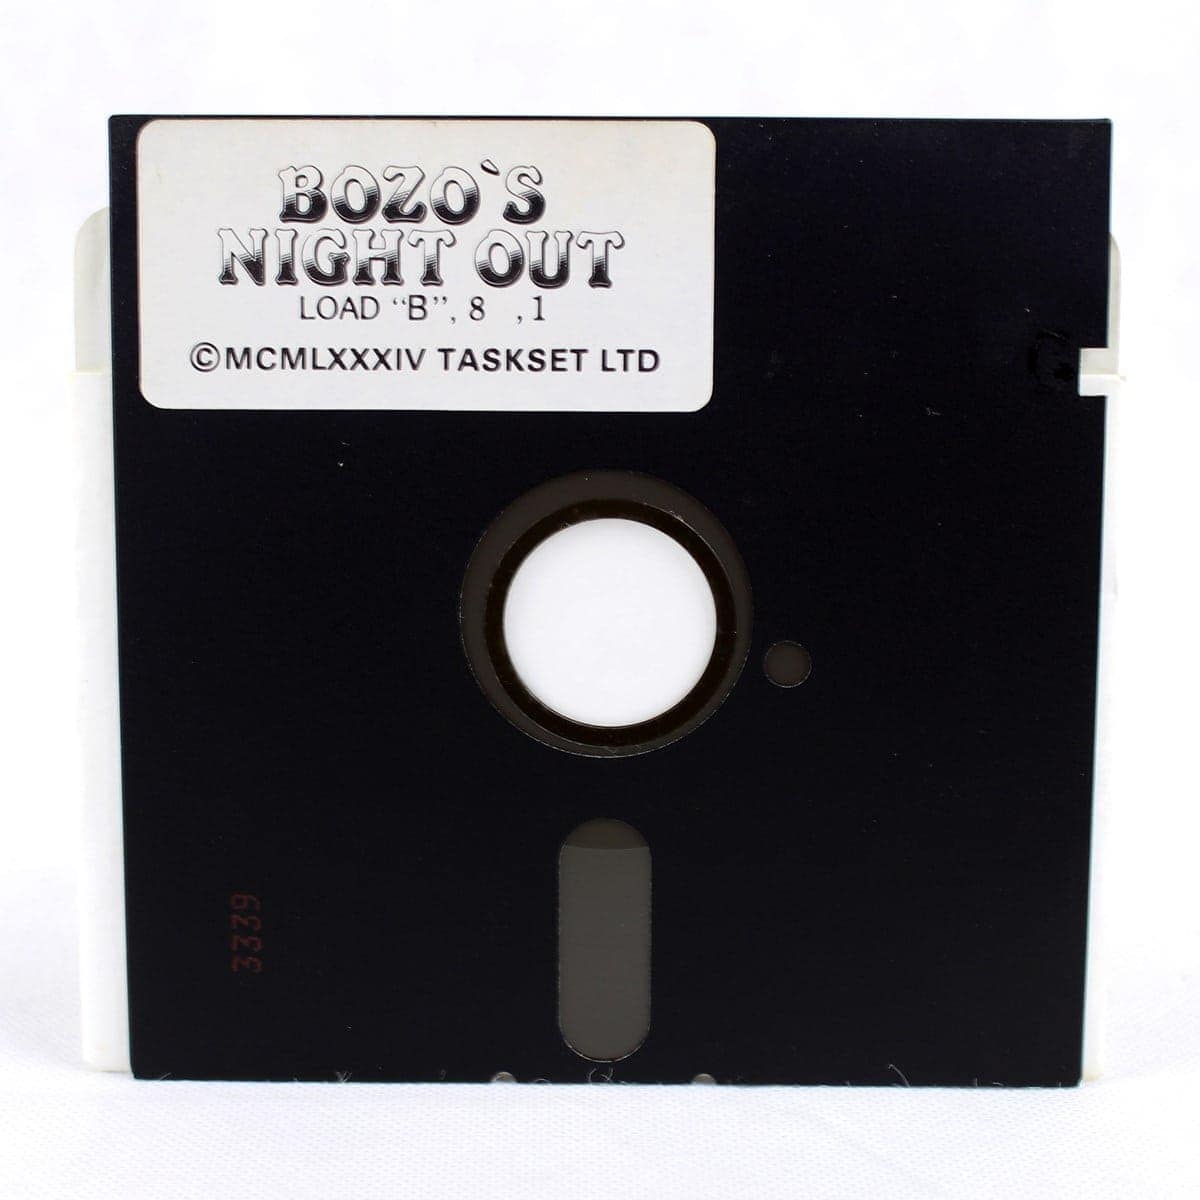 BOZO`S
NIGHT OUT
LOAD “B”, 8 ,1
©MCMLXXXIV TASKSET LTD
3339